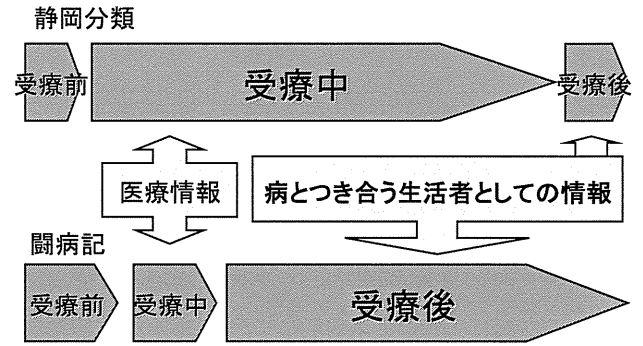 静岡分類
受療前
受療中
受療後
医療情報
病とつき合う生活者としての情報
闘病記
受療前
受療中
受療後